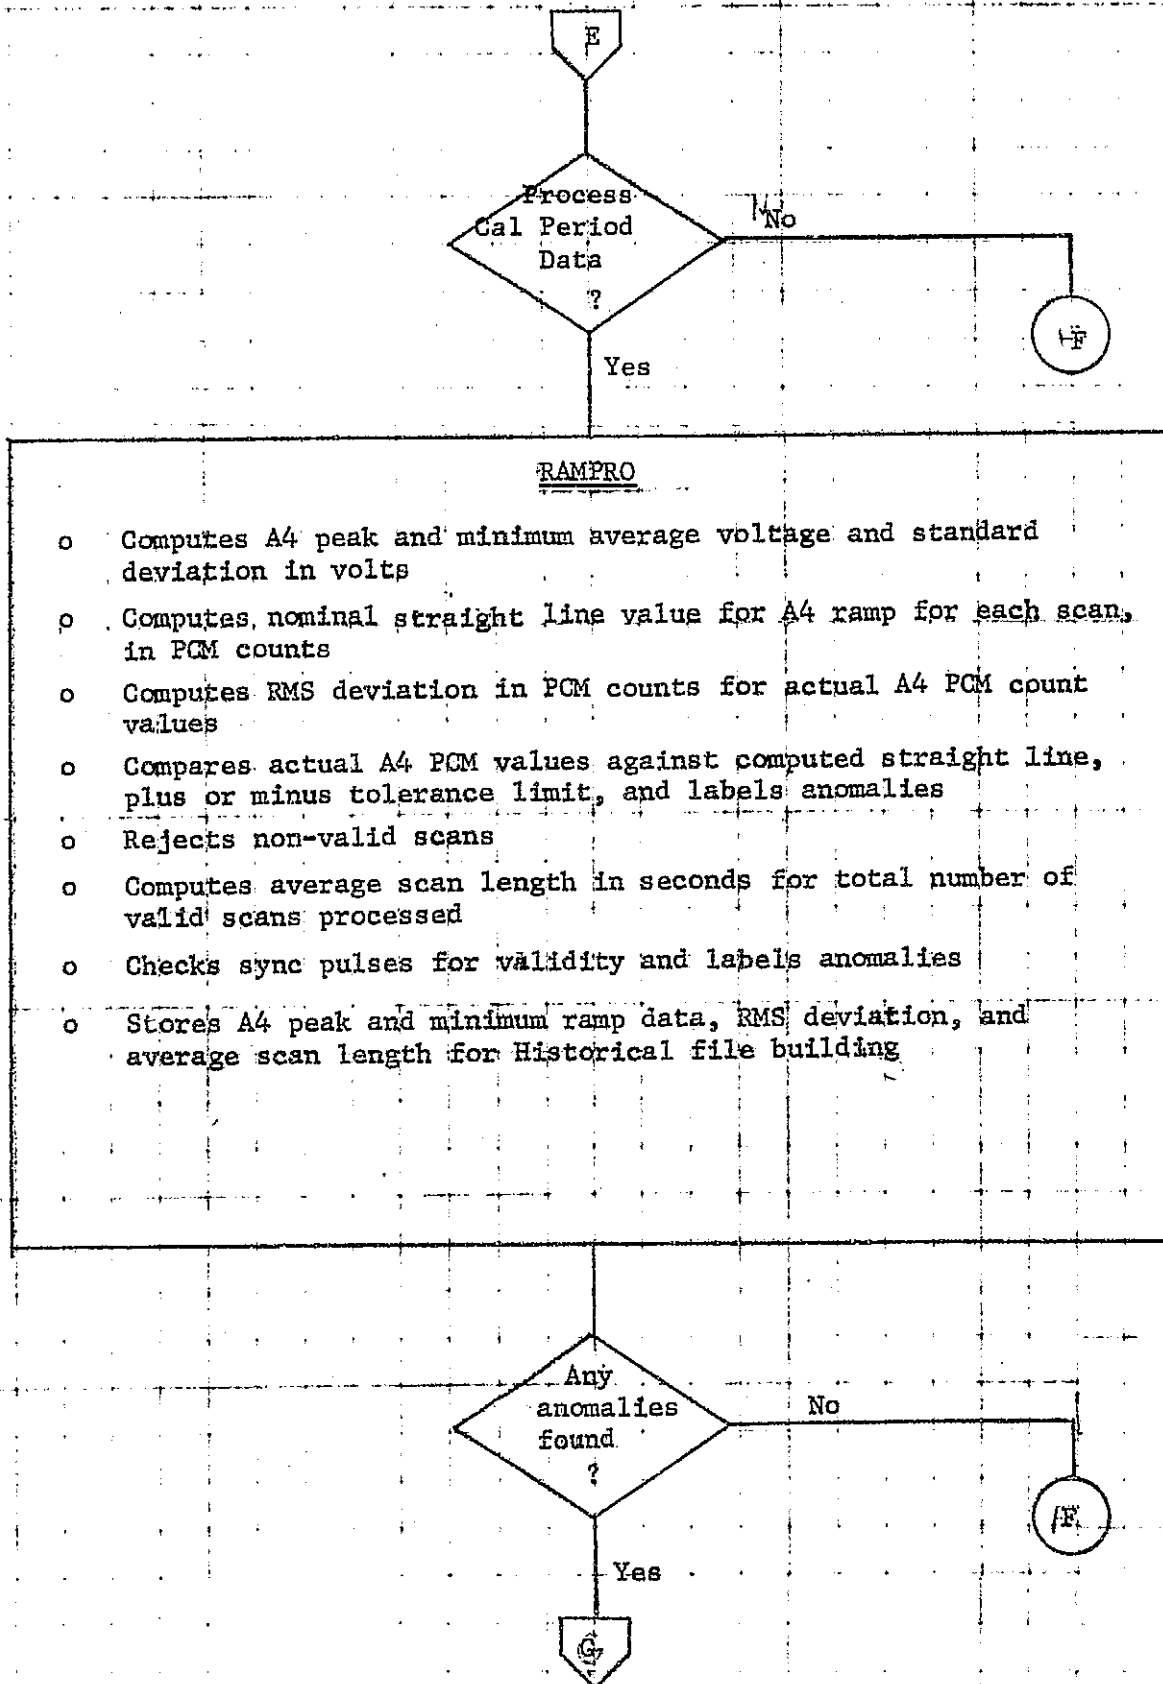 E
Process
Cal Period
Data
?
No
F
Yes
RAMPRO
o Computes A4 peak and minimum average voltage and standard
deviation in volts
o Computes nominal straight line value for A4 ramp for each scan,
in PCM counts
o Computes RMS deviation in PCM counts for actual A4 PCM count
values
o Compares actual A4 PCM values against computed straight line,
plus or minus tolerance limit, and labels anomalies
o Rejects non-valid scans
o Computes average scan length in seconds for total number of
valid scans processed
o Checks sync pulses for validity and labels anomalies
o Stores A4 peak and minimum ramp data, RMS deviation, and
average scan length for Historical file building
Any
anomalies
found
?
No
F
Yes
G